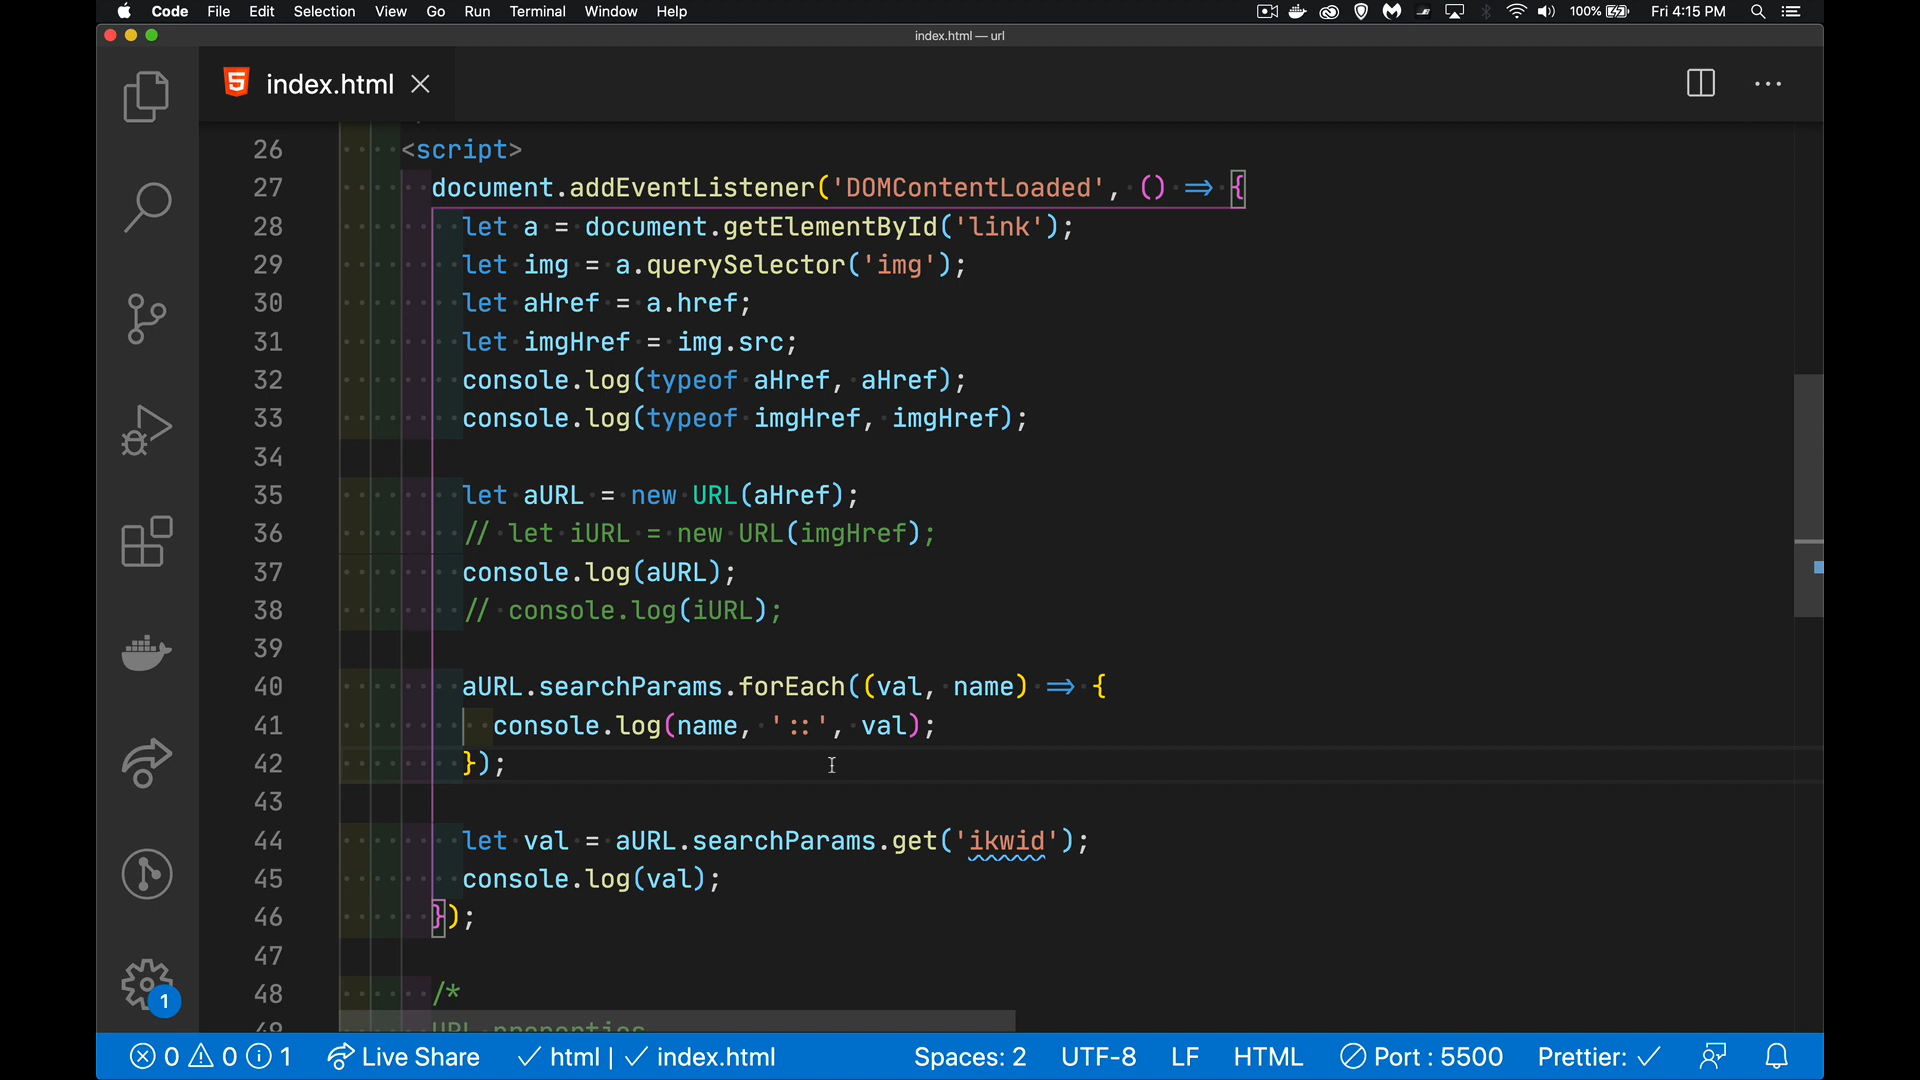 Code File Edit Selection View Go Run Terminal Window Help 100% Fri 4:15 PM
index.html — url
index.html
26 <script>
27 document.addEventListener('DOMContentLoaded', () => {
28 let a = document.getElementById('link');
29 let img = a.querySelector('img');
30 let aHref = a.href;
31 let imgHref = img.src;
32 console.log(typeof aHref, aHref);
33 console.log(typeof imgHref, imgHref);
34
35 let aURL = new URL(aHref);
36 // let iURL = new URL(imgHref);
37 console.log(aURL);
38 // console.log(iURL);
39
40 aURL.searchParams.forEach((val, name) => {
41 console.log(name, '::', val);
42 });
43
44 let val = aURL.searchParams.get('ikwid');
45 console.log(val);
46 });
47
48 /*
49 URL properties
1
0 0 1 Live Share ✓ html | ✓ index.html Spaces: 2 UTF-8 LF HTML Port : 5500 Prettier: ✓